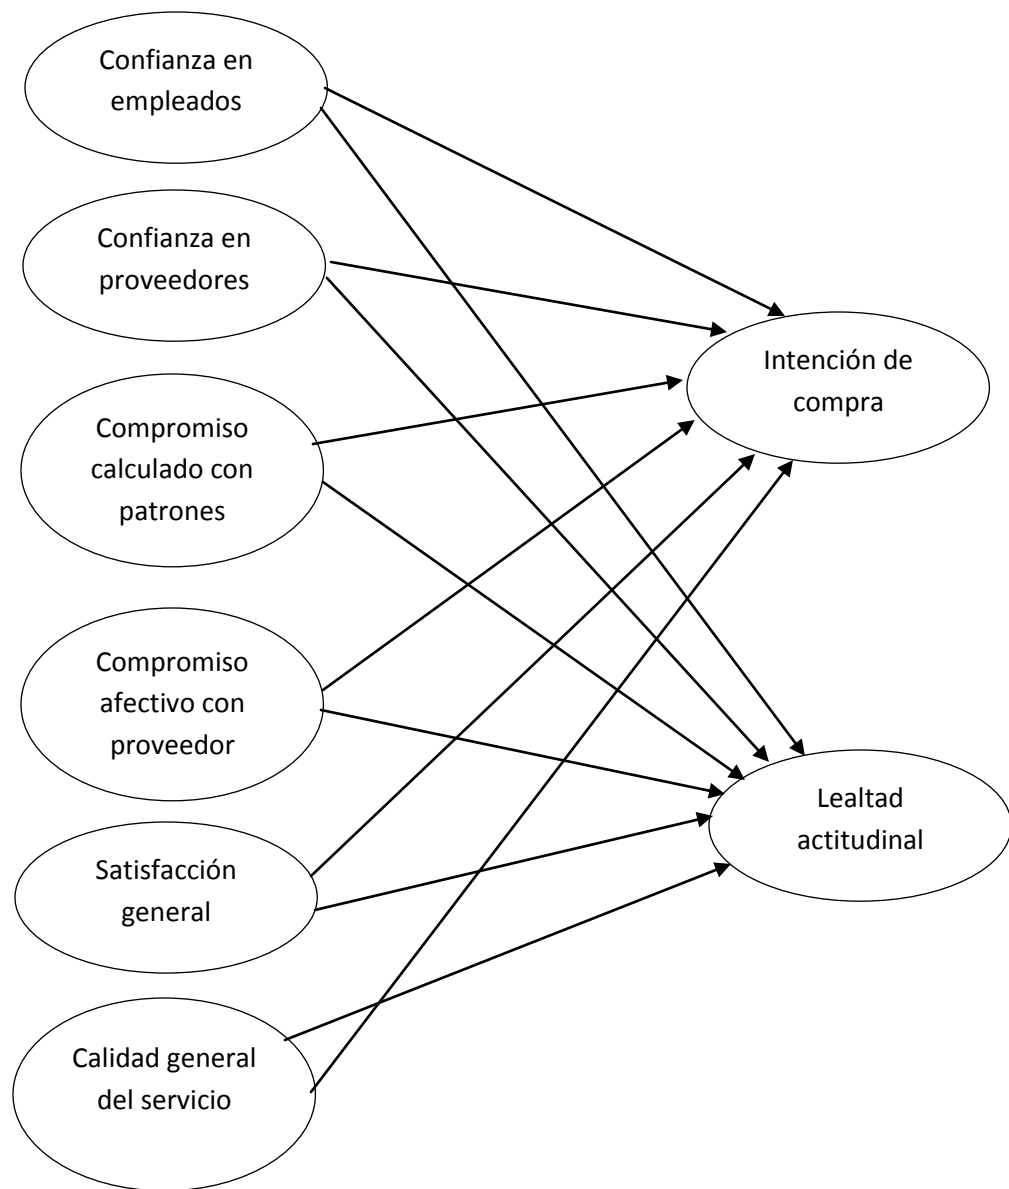 Confianza en
empleados
Confianza en
proveedores
Compromiso
calculado con
patrones
Compromiso
afectivo con
proveedor
Satisfacción
general
Calidad general
del servicio
Intención de
compra
Lealtad
actitudinal